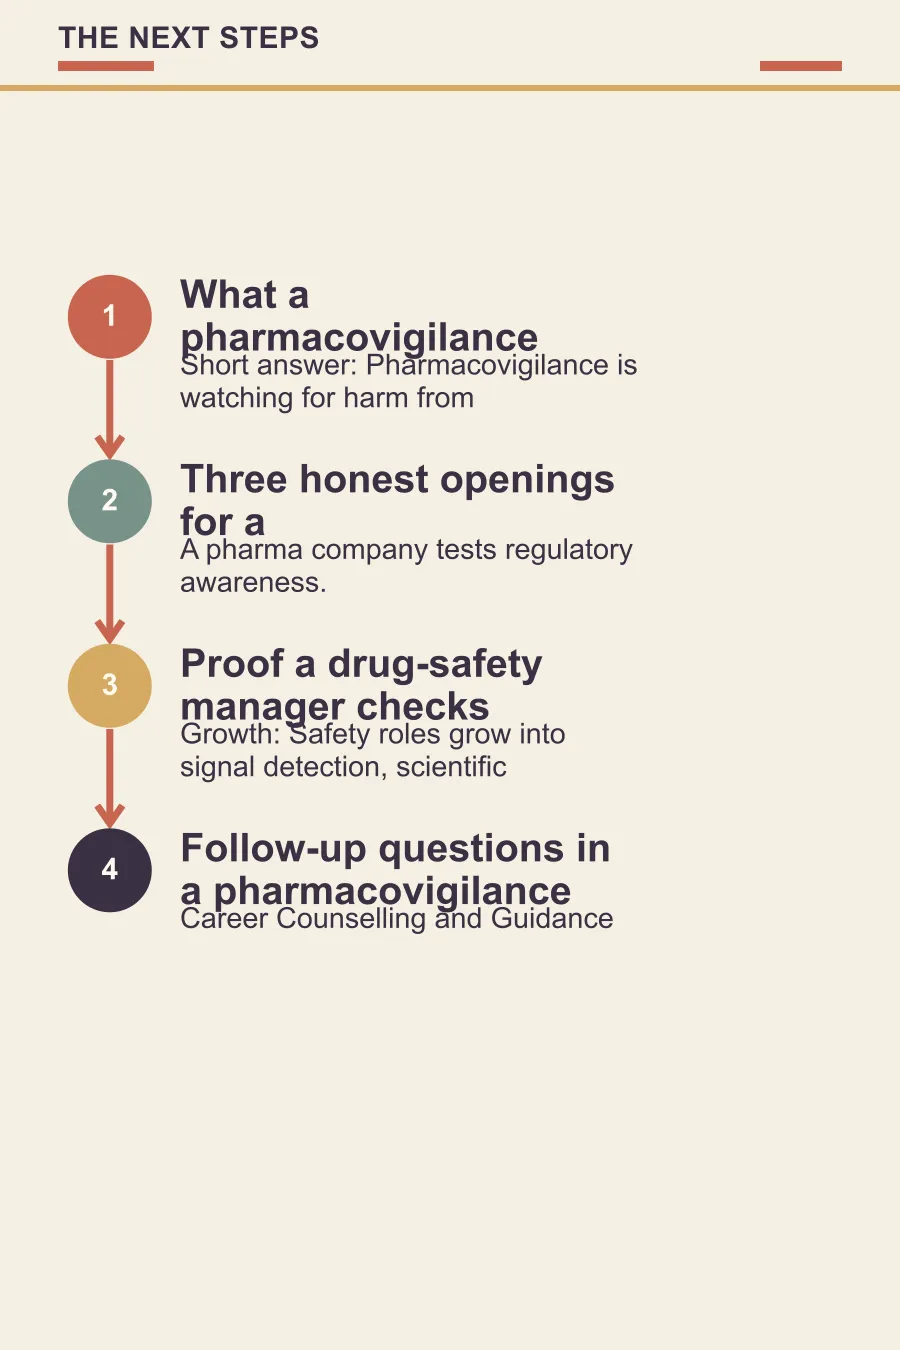 THE NEXT STEPS
1
What a
pharmacovigilance
Short answer: Pharmacovigilance is
watching for harm from
2
Three honest openings
for a
A pharma company tests regulatory
awareness.
3
Proof a drug-safety
manager checks
Growth: Safety roles grow into
signal detection, scientific
4
Follow-up questions in
a pharmacovigilance
Career Counselling and Guidance